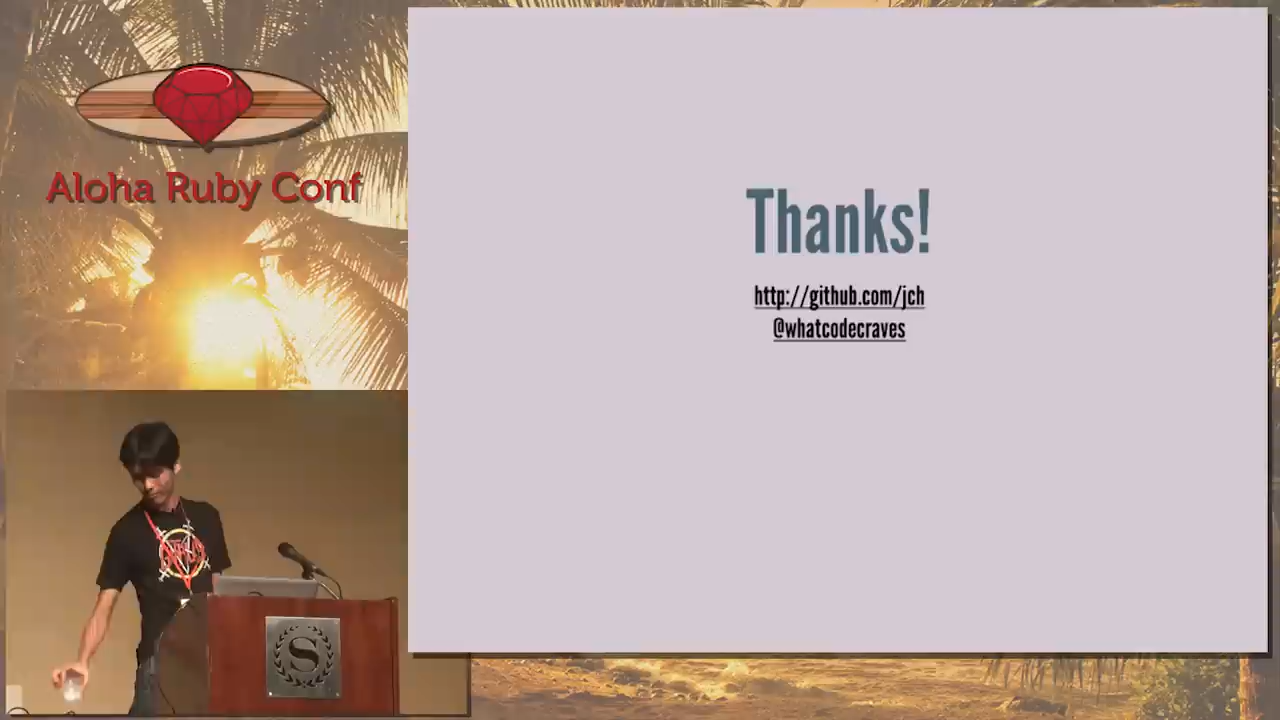 Aloha Ruby Conf
Thanks!
http://github.com/jch
@whatcodecraves
S